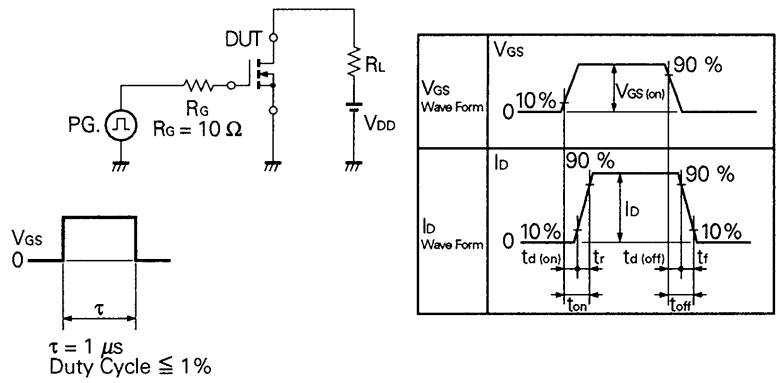 DUT
RL
RG
RG = 10 Ω
PG.
VDD
VGS
0
τ
τ = 1 μs
Duty Cycle ≦ 1%
VGS
Wave Form
VGS
90 %
10%
VGS (on)
0
ID
Wave Form
ID
90 %
90 %
ID
0
10%
10%
td (on)
tr
td (off)
tf
ton
toff